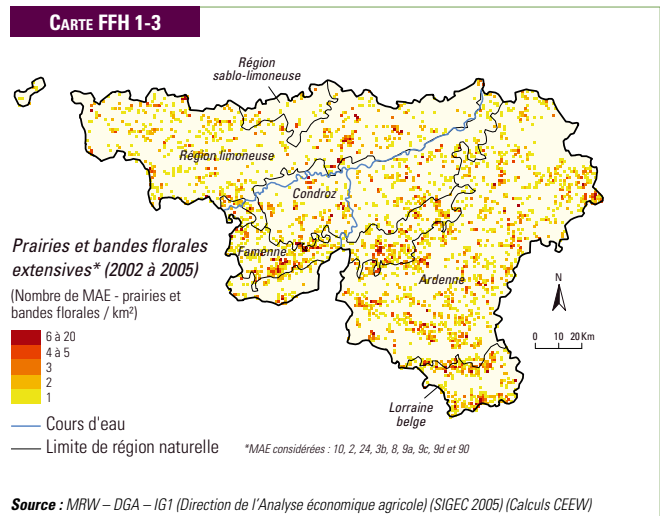 CARTE FFH 1-3
Région
sablo-limoneuse
Région limoneuse
Condroz
Famenne
Ardenne
Lorraine
belge
Prairies et bandes florales
extensives* (2002 à 2005)
(Nombre de MAE - prairies et
bandes florales / km²)
6 à 20
4 à 5
3
2
1
N
0 10 20 Km
Cours d'eau
Limite de région naturelle
*MAE considérées : 10, 2, 24, 3b, 8, 9a, 9c, 9d et 90
Source : MRW – DGA – IG1 (Direction de l'Analyse économique agricole) (SIGEC 2005) (Calculs CEEW)